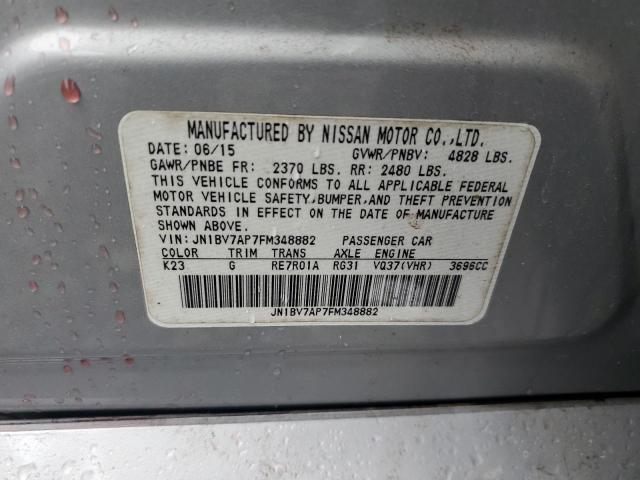 MANUFACTURED BY NISSAN MOTOR CO.,LTD.
DATE: 06/15 GVWR/PNBV: 4828 LBS.
GAWR/PNBE FR: 2370 LBS. RR: 2480 LBS.
THIS VEHICLE CONFORMS TO ALL APPLICABLE FEDERAL
MOTOR VEHICLE SAFETY,BUMPER,AND THEFT PREVENTION
STANDARDS IN EFFECT ON THE DATE OF MANUFACTURE
SHOWN ABOVE.
VIN: JN1BV7AP7FM348882 PASSENGER CAR
COLOR TRIM TRANS AXLE ENGINE
K23 G RE7R01A RG31 VQ37(VHR) 3696CC
JN1BV7AP7FM348882